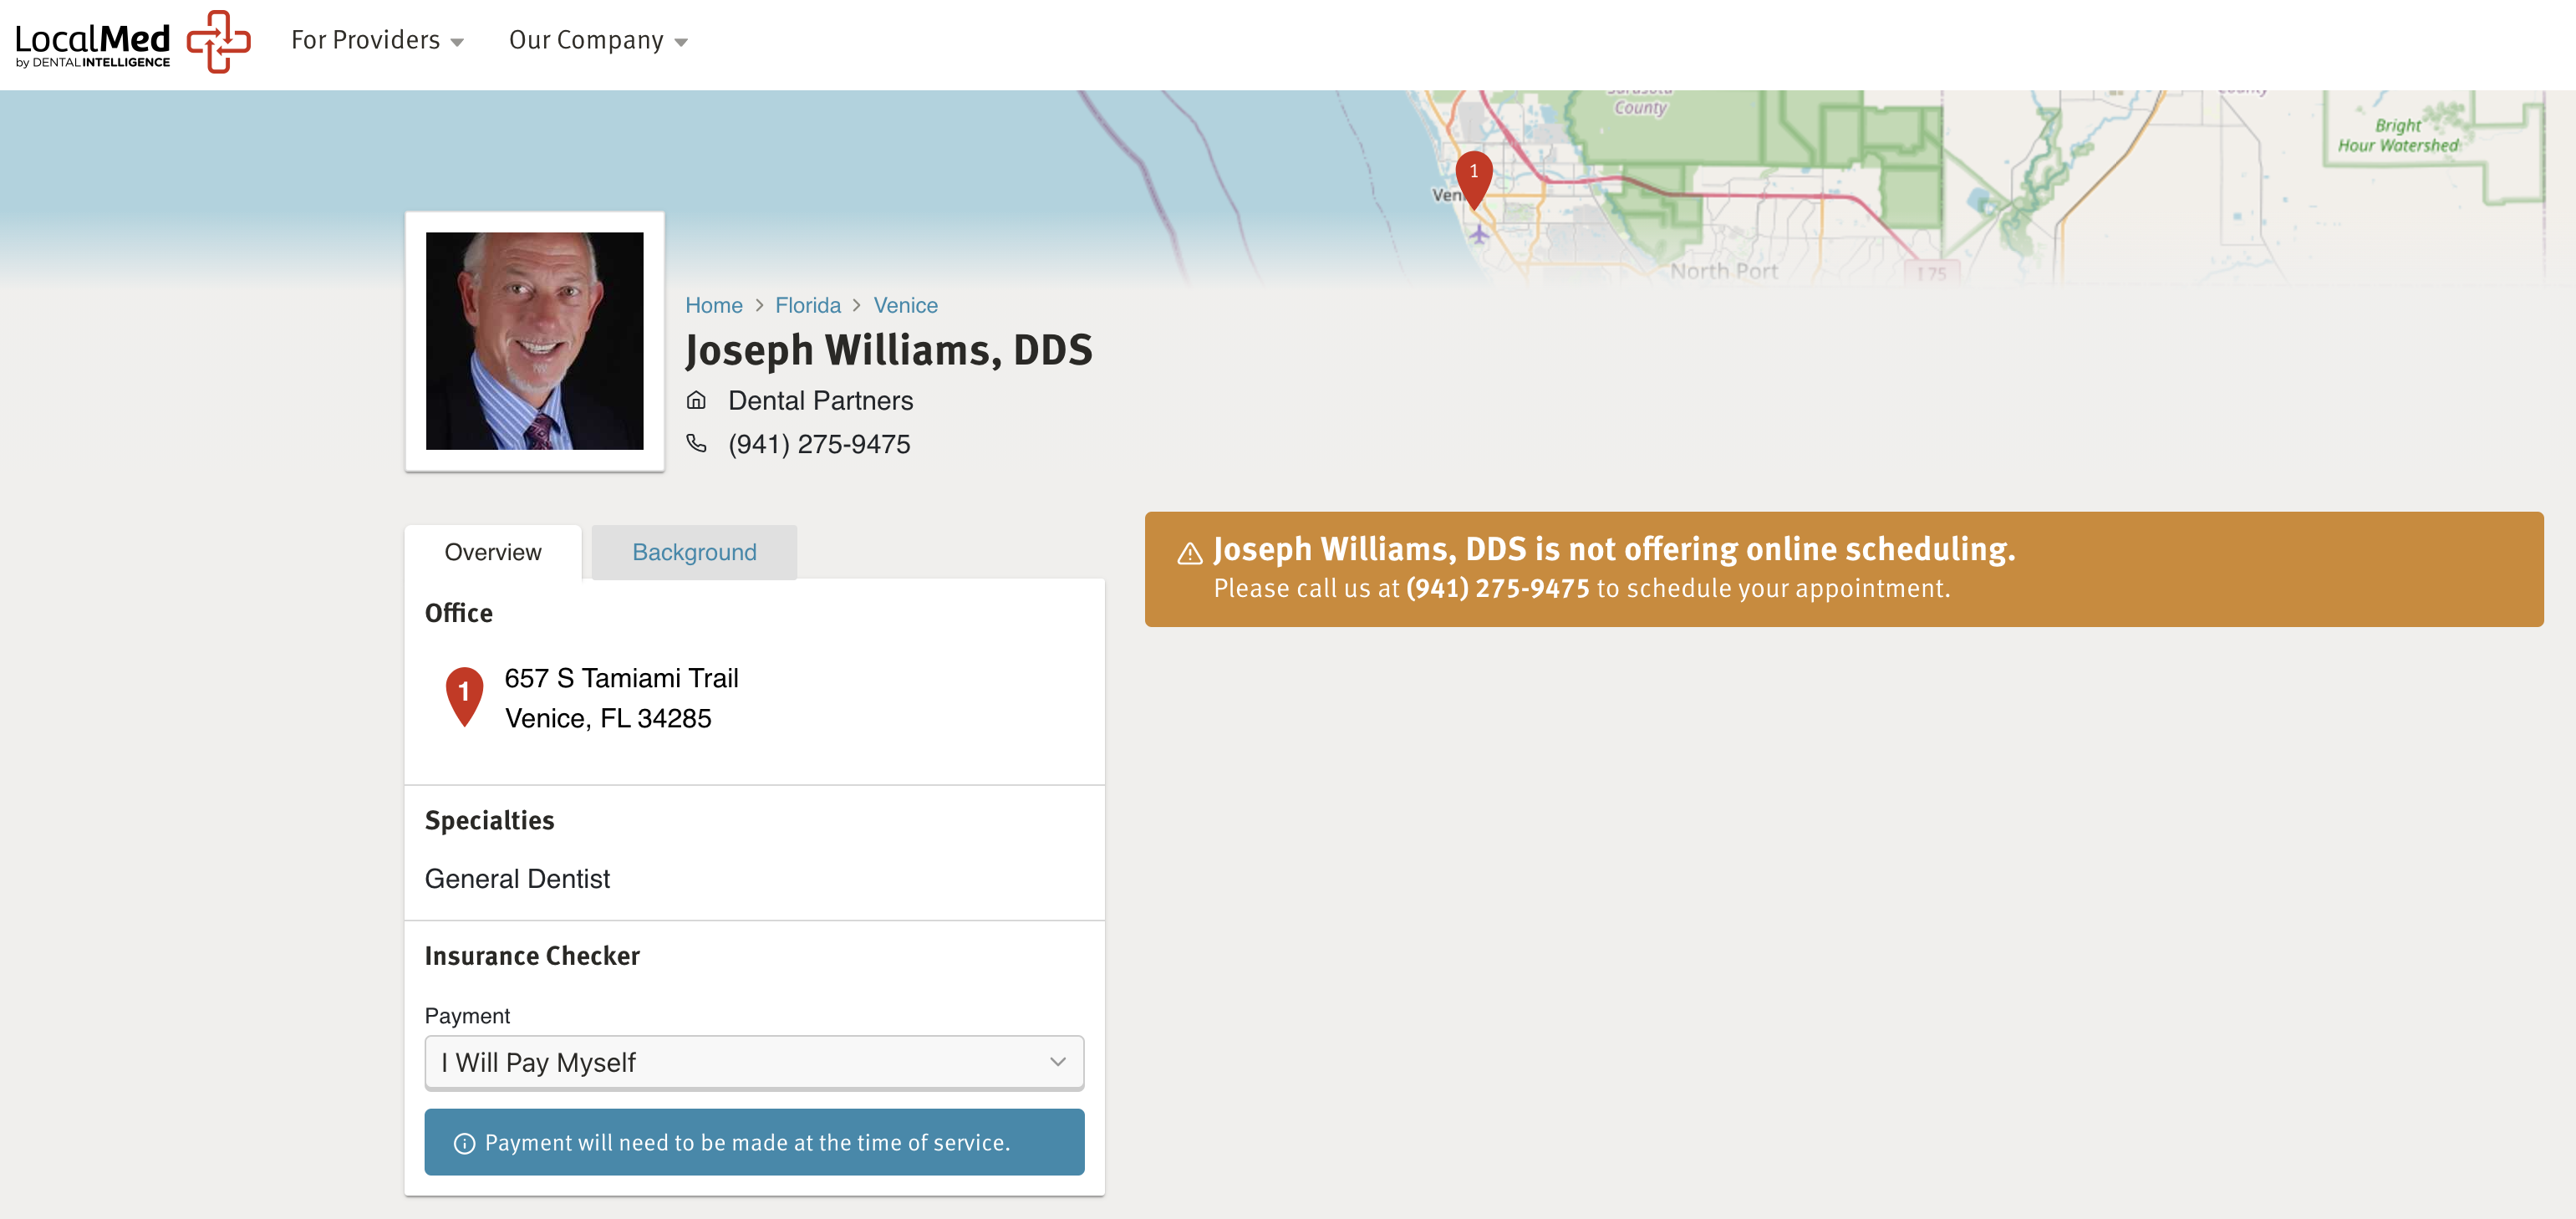 LocalMed
by DENTALINTELLIGENCE
For Providers
Our Company
County
Bright
Hour Watershed
1
North Port
I 75
Home > Florida > Venice
Joseph Williams, DDS
Dental Partners
(941) 275-9475
Overview
Background
Joseph Williams, DDS is not offering online scheduling.
Please call us at (941) 275-9475 to schedule your appointment.
Office
1
657 S Tamiami Trail
Venice, FL 34285
Specialties
General Dentist
Insurance Checker
Payment
I Will Pay Myself
Payment will need to be made at the time of service.